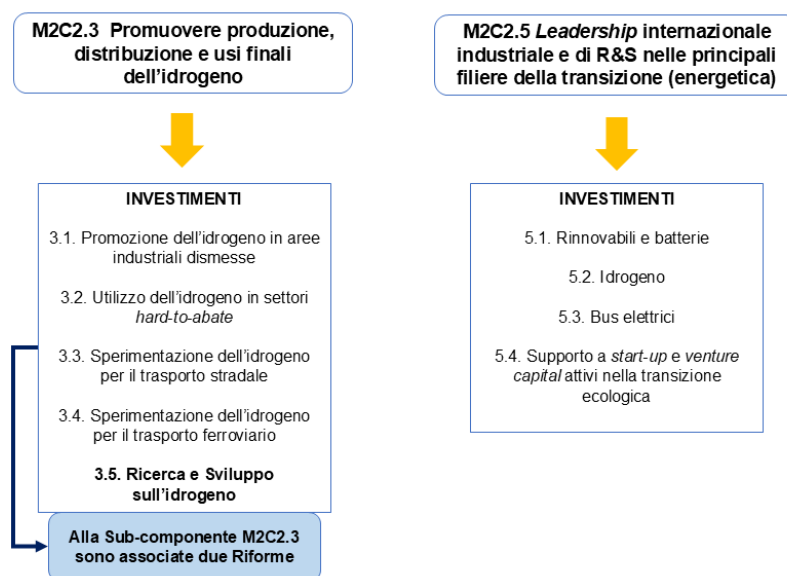 M2C2.3 Promuovere produzione,
distribuzione e usi finali
dell'idrogeno
INVESTIMENTI
3.1. Promozione dell'idrogeno in aree
industriali dismesse
3.2. Utilizzo dell'idrogeno in settori
hard-to-abate
3.3. Sperimentazione dell'idrogeno
per il trasporto stradale
3.4. Sperimentazione dell'idrogeno
per il trasporto ferroviario
3.5. Ricerca e Sviluppo
sull'idrogeno
Alla Sub-componente M2C2.3
sono associate due Riforme
M2C2.5 Leadership internazionale
industriale e di R&S nelle principali
filiere della transizione (energetica)
INVESTIMENTI
5.1. Rinnovabili e batterie
5.2. Idrogeno
5.3. Bus elettrici
5.4. Supporto a start-up e venture
capital attivi nella transizione
ecologica